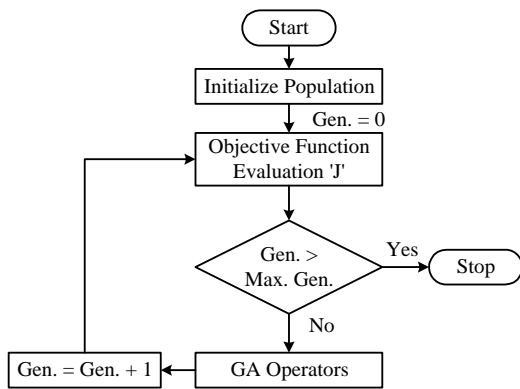 Start
Initialize Population
Gen. = 0
Objective Function
Evaluation 'J'
Gen. >
Max. Gen.
Yes
Stop
No
Gen. = Gen. + 1
GA Operators